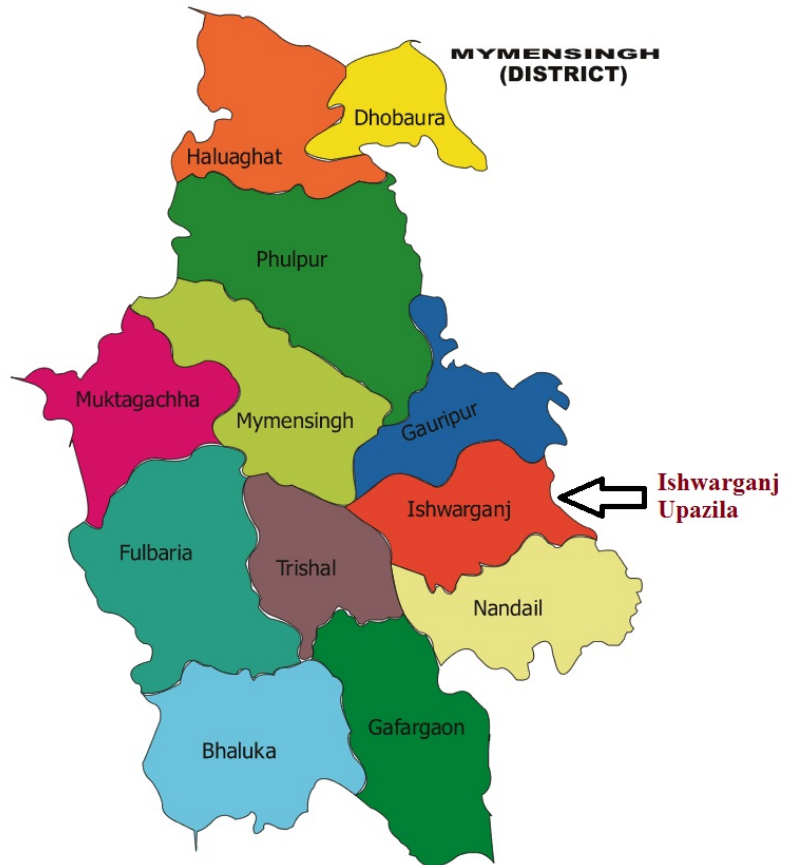 MYMENSINGH
(DISTRICT)
Dhobaura
Haluaghat
Phulpur
Muktagachha
Mymensingh
Gauripur
Ishwarganj
Ishwarganj
Upazila
Fulbaria
Trishal
Nandail
Gafargaon
Bhaluka